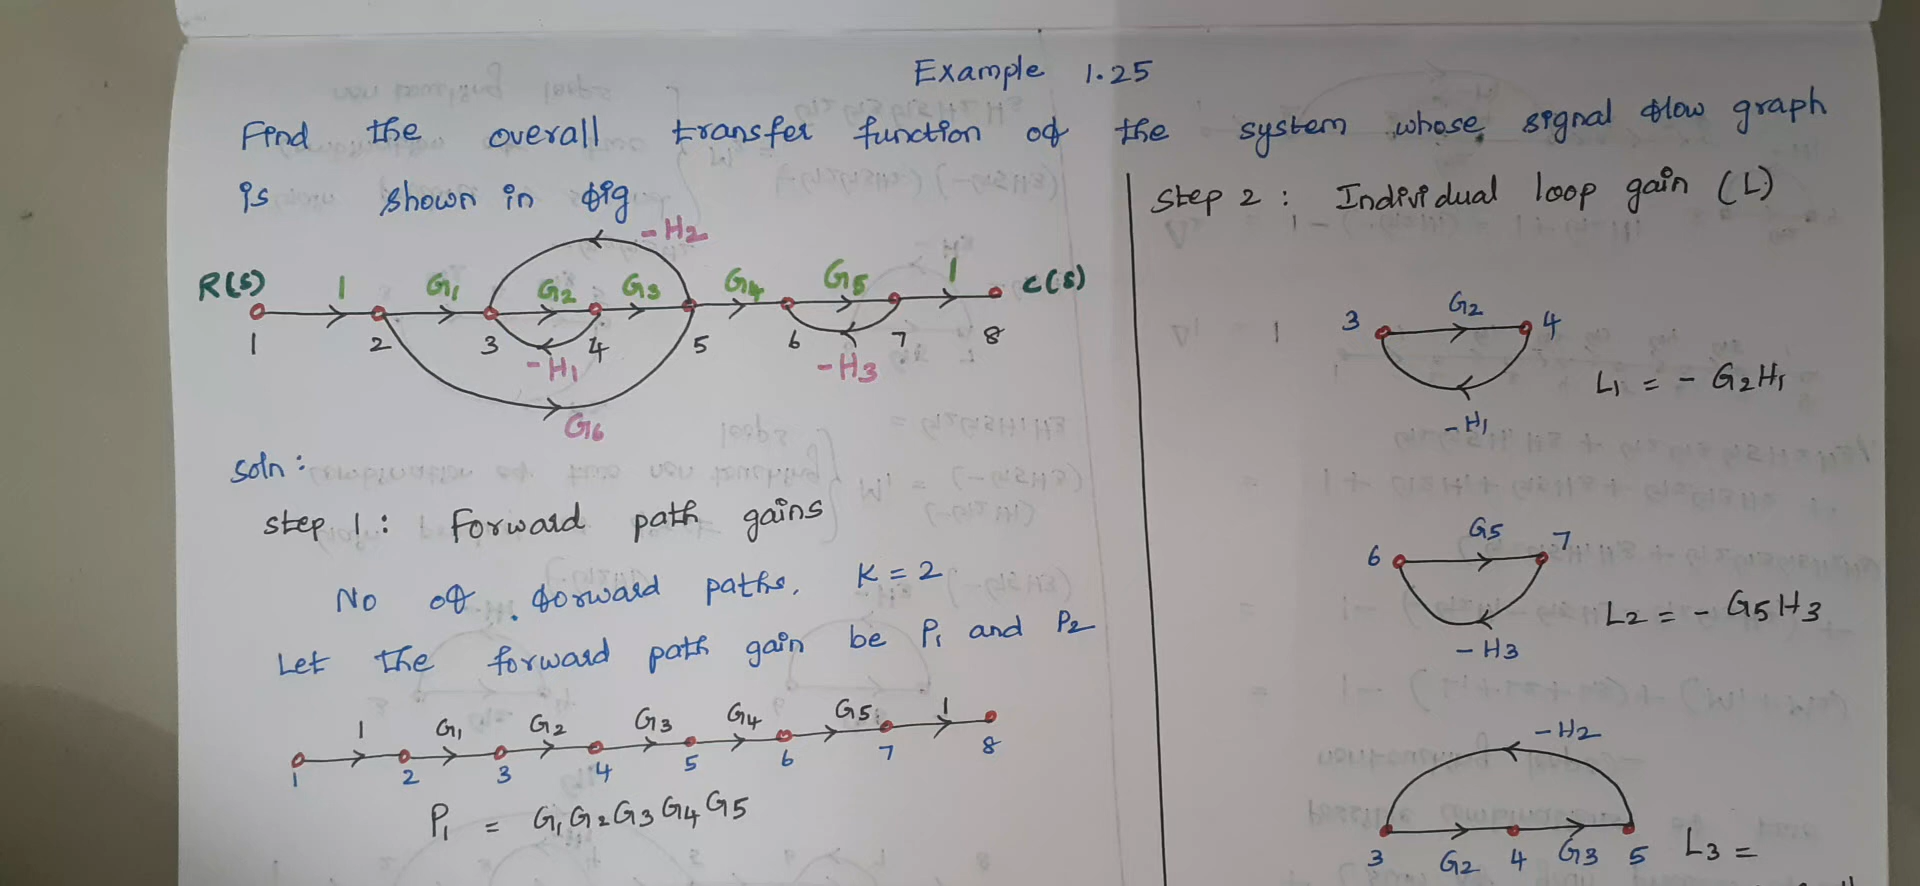 Example 1.25
Find the overall transfer function of the system whose signal flow graph
is shown in fig
-H2
R(s) 1 G1 G2 G3 G4 G5 1 C(s)
1 2 3 4 5 6 7 8
-H1 -H3
G6
Soln:
Step 1: Forward path gains
No of forward paths, K = 2
Let the forward path gain be P1 and P2
1 G1 G2 G3 G4 G5 1
1 2 3 4 5 6 7 8
P1 = G1G2G3G4G5
Step 2: Individual loop gain (L)
G2
3 4
L1 = - G2H1
-H1
G5
6 7
L2 = - G5H3
-H3
-H2
3 G2 4 G3 5 L3 =